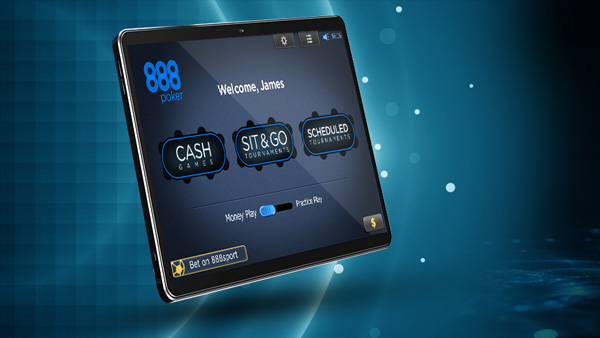 888
poker
Welcome, James
CASH
GAMES
SIT & GO
TOURNAMENTS
SCHEDULED
TOURNAMENTS
Money Play
Practice Play
$
Bet on 888sport